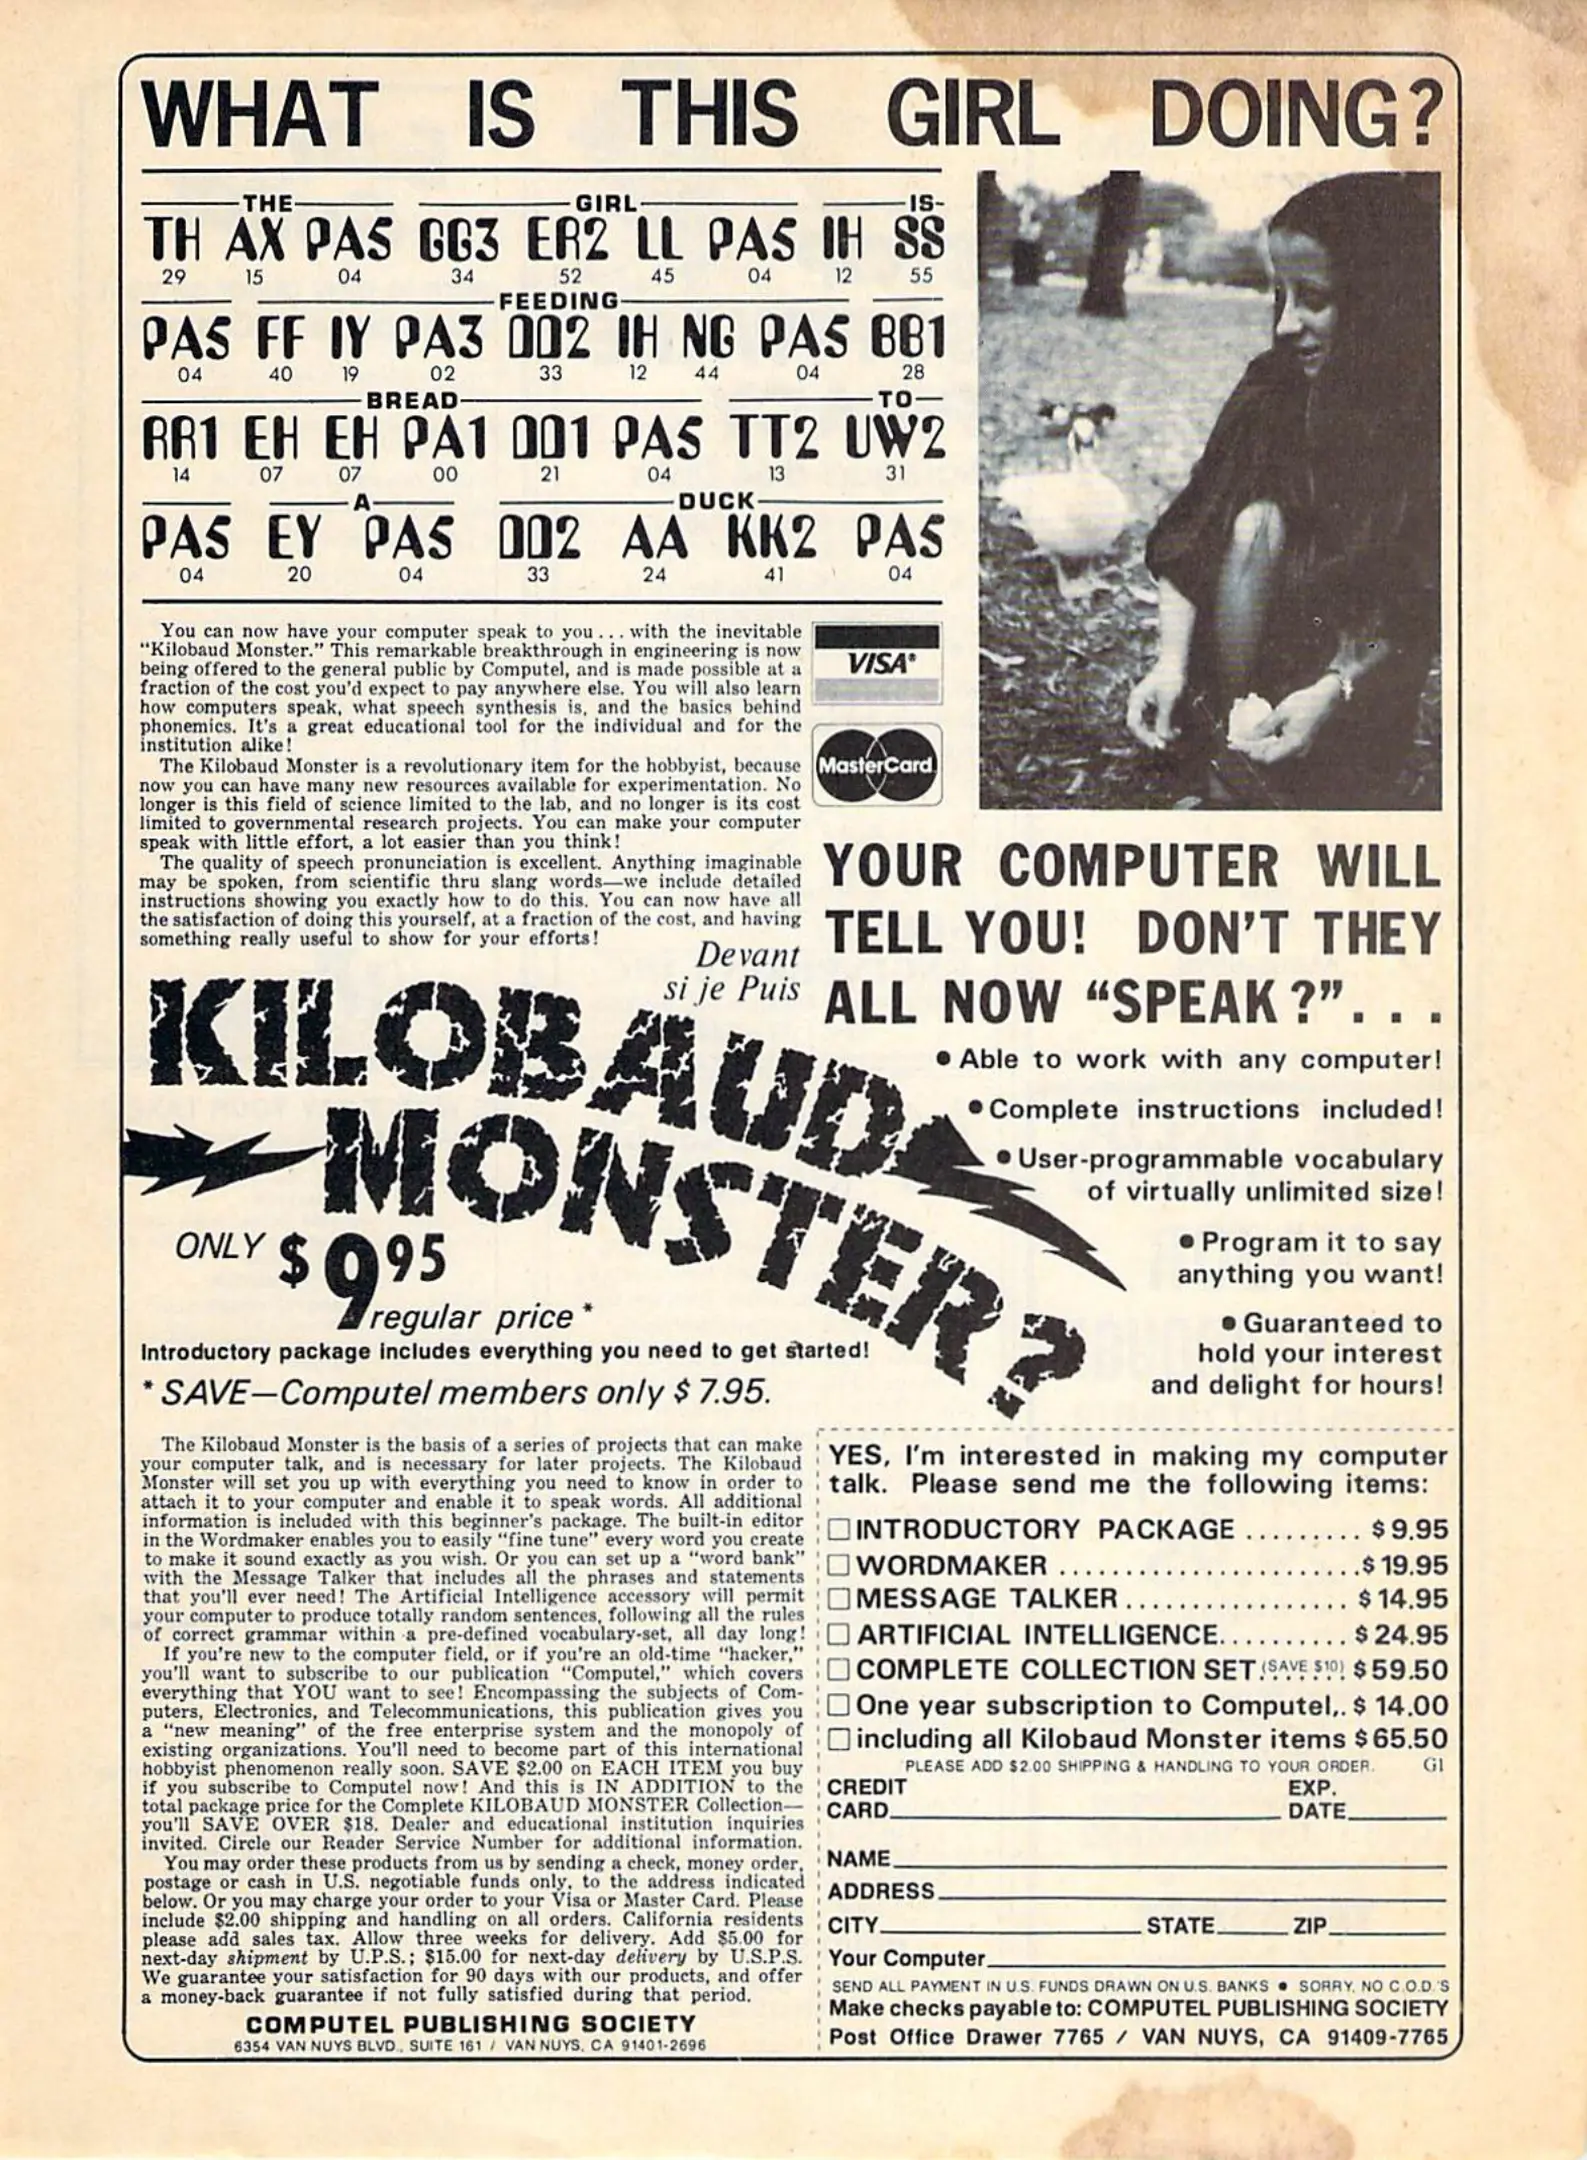 WHAT IS THIS GIRL DOING?
THE GIRL IS
TH AX PA5 GG3 ER2 LL PA5 IH SS
29 15 04 34 52 45 04 12 55
FEEDING
PA5 FF IY PA3 DD2 IH NG PA5 BB1
04 40 19 02 33 12 44 04 28
BREAD TO
RR1 EH EH PA1 DD1 PA5 TT2 UW2
14 07 07 00 21 04 13 31
A DUCK
PA5 EY PA5 DD2 AA KK2 PA5
04 20 04 33 24 41 04
You can now have your computer speak to you . . . with the inevitable
"Kilobaud Monster." This remarkable breakthrough in engineering is now
being offered to the general public by Computel, and is made possible at a
fraction of the cost you'd expect to pay anywhere else. You will also learn
how computers speak, what speech synthesis is, and the basics behind
phonemics. It's a great educational tool for the individual and for the
institution alike!
The Kilobaud Monster is a revolutionary item for the hobbyist, because
now you can have many new resources available for experimentation. No
longer is this field of science limited to the lab, and no longer is its cost
limited to governmental research projects. You can make your computer
speak with little effort, a lot easier than you think!
The quality of speech pronunciation is excellent. Anything imaginable
may be spoken, from scientific thru slang words—we include detailed
instructions showing you exactly how to do this. You can now have all
the satisfaction of doing this yourself, at a fraction of the cost, and having
something really useful to show for your efforts!
VISA®
MasterCard
Devant
si je Puis
YOUR COMPUTER WILL
TELL YOU! DON'T THEY
ALL NOW "SPEAK?". . .
KILOBAUD
MONSTER?
• Able to work with any computer!
• Complete instructions included!
• User-programmable vocabulary
of virtually unlimited size!
• Program it to say
anything you want!
• Guaranteed to
hold your interest
and delight for hours!
ONLY $9 95
regular price*
Introductory package includes everything you need to get started!
* SAVE—Computel members only $7.95.
The Kilobaud Monster is the basis of a series of projects that can make
your computer talk, and is necessary for later projects. The Kilobaud
Monster will set you up with everything you need to know in order to
attach it to your computer and enable it to speak words. All additional
information is included with this beginner's package. The built-in editor
in the Wordmaker enables you to easily "fine tune" every word you create
to make it sound exactly as you wish. Or you can set up a "word bank"
with the Message Talker that includes all the phrases and statements
that you'll ever need! The Artificial Intelligence accessory will permit
your computer to produce totally random sentences, following all the rules
of correct grammar within a pre-defined vocabulary-set, all day long!
If you're new to the computer field, or if you're an old-time "hacker,"
you'll want to subscribe to our publication "Computel," which covers
everything that YOU want to see! Encompassing the subjects of Com-
puters, Electronics, and Telecommunications, this publication gives you
a "new meaning" of the free enterprise system and the monopoly of
existing organizations. You'll need to become part of this international
hobbyist phenomenon really soon. SAVE $2.00 on EACH ITEM you buy
if you subscribe to Computel now! And this is IN ADDITION to the
total package price for the Complete KILOBAUD MONSTER Collection—
you'll SAVE OVER $18. Dealer and educational institution inquiries
invited. Circle our Reader Service Number for additional information.
You may order these products from us by sending a check, money order,
postage or cash in U.S. negotiable funds only, to the address indicated
below. Or you may charge your order to your Visa or Master Card. Please
include $2.00 shipping and handling on all orders. California residents
please add sales tax. Allow three weeks for delivery. Add $5.00 for
next-day shipment by U.P.S.; $15.00 for next-day delivery by U.S.P.S.
We guarantee your satisfaction for 90 days with our products, and offer
a money-back guarantee if not fully satisfied during that period.
COMPUTEL PUBLISHING SOCIETY
6354 VAN NUYS BLVD., SUITE 161 / VAN NUYS, CA 91401-2696
YES, I'm interested in making my computer
talk. Please send me the following items:
☐ INTRODUCTORY PACKAGE ......... $9.95
☐ WORDMAKER ........................ $19.95
☐ MESSAGE TALKER ................. $14.95
☐ ARTIFICIAL INTELLIGENCE.......... $24.95
☐ COMPLETE COLLECTION SET (SAVE $10) $59.50
☐ One year subscription to Computel,. $14.00
☐ including all Kilobaud Monster items $65.50
PLEASE ADD $2.00 SHIPPING & HANDLING TO YOUR ORDER. G1
CREDIT EXP.
CARD DATE
NAME
ADDRESS
CITY STATE ZIP
Your Computer
SEND ALL PAYMENT IN U.S. FUNDS DRAWN ON U.S. BANKS • SORRY, NO C.O.D.'S
Make checks payable to: COMPUTEL PUBLISHING SOCIETY
Post Office Drawer 7765 / VAN NUYS, CA 91409-7765